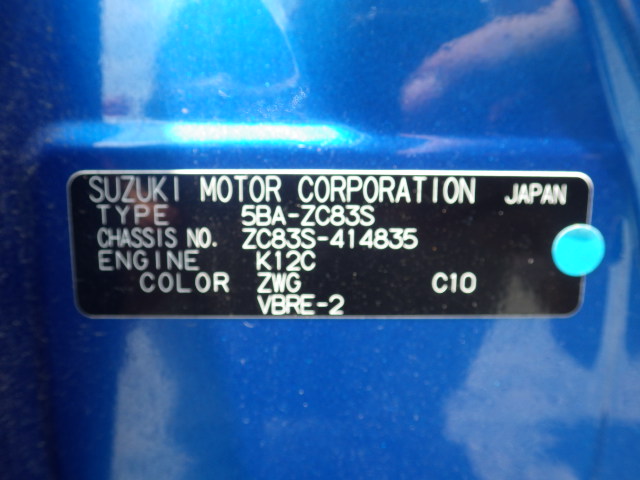 SUZUKI MOTOR CORPORATION JAPAN
TYPE 5BA-ZC83S
CHASSIS NO. ZC83S-414835
ENGINE K12C
COLOR ZWG C10
VBRE-2